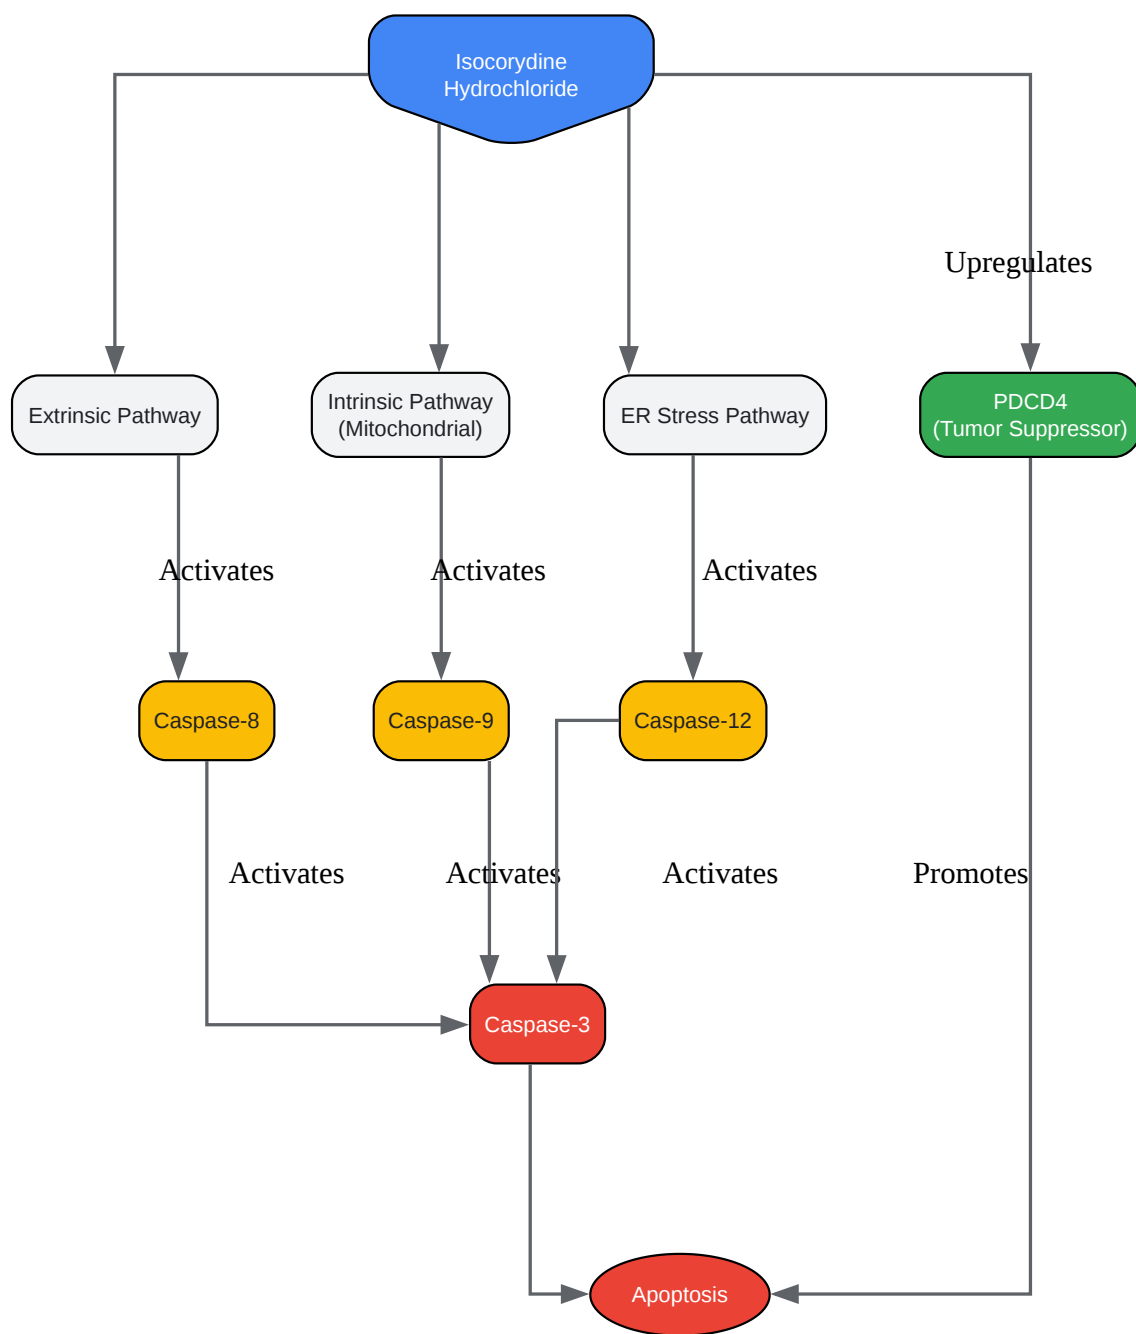 Isocorydine
Hydrochloride
Upregulates
Extrinsic Pathway
Intrinsic Pathway
(Mitochondrial)
ER Stress Pathway
PDCD4
(Tumor Suppressor)
Activates
Activates
Activates
Caspase-8
Caspase-9
Caspase-12
Activates
Activates
Activates
Promotes
Caspase-3
Apoptosis